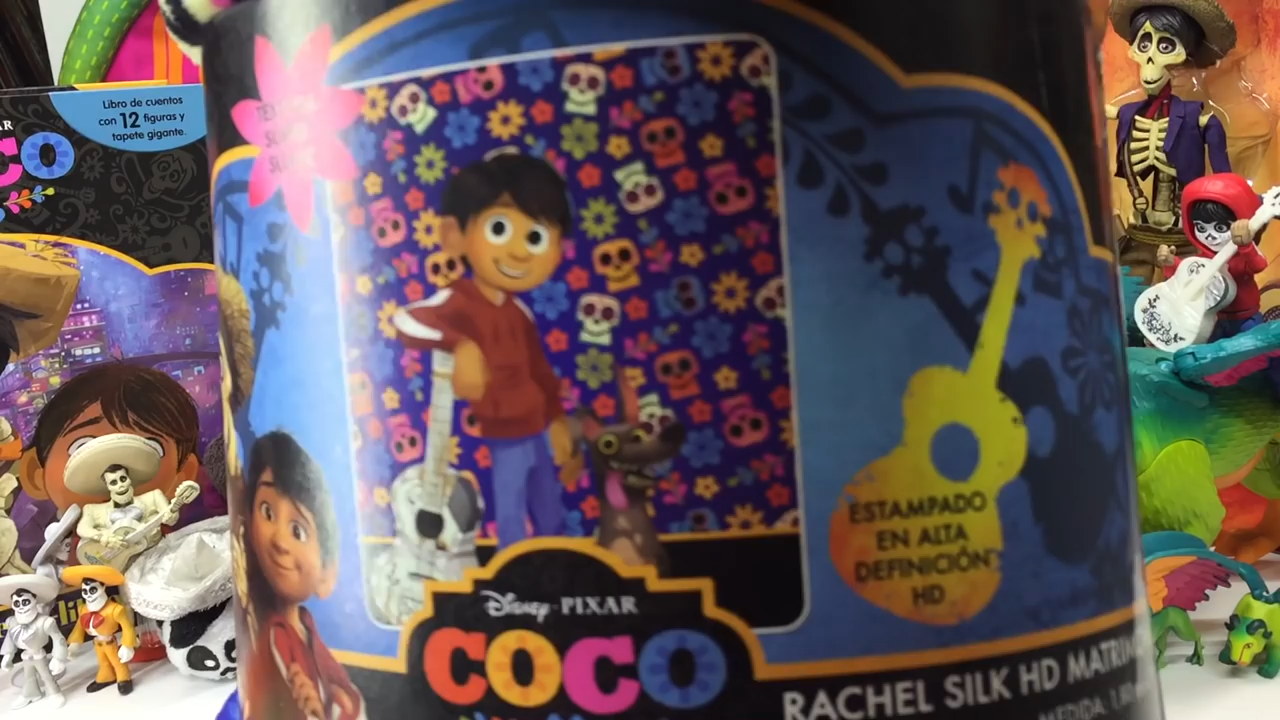 Libro de cuentos
con 12 figuras y
tapete gigante.
CO
ESTAMPADO
EN ALTA
DEFINICIÓN
HD
Disney·PIXAR
COCO
RACHEL SILK HD
MEDIDA: